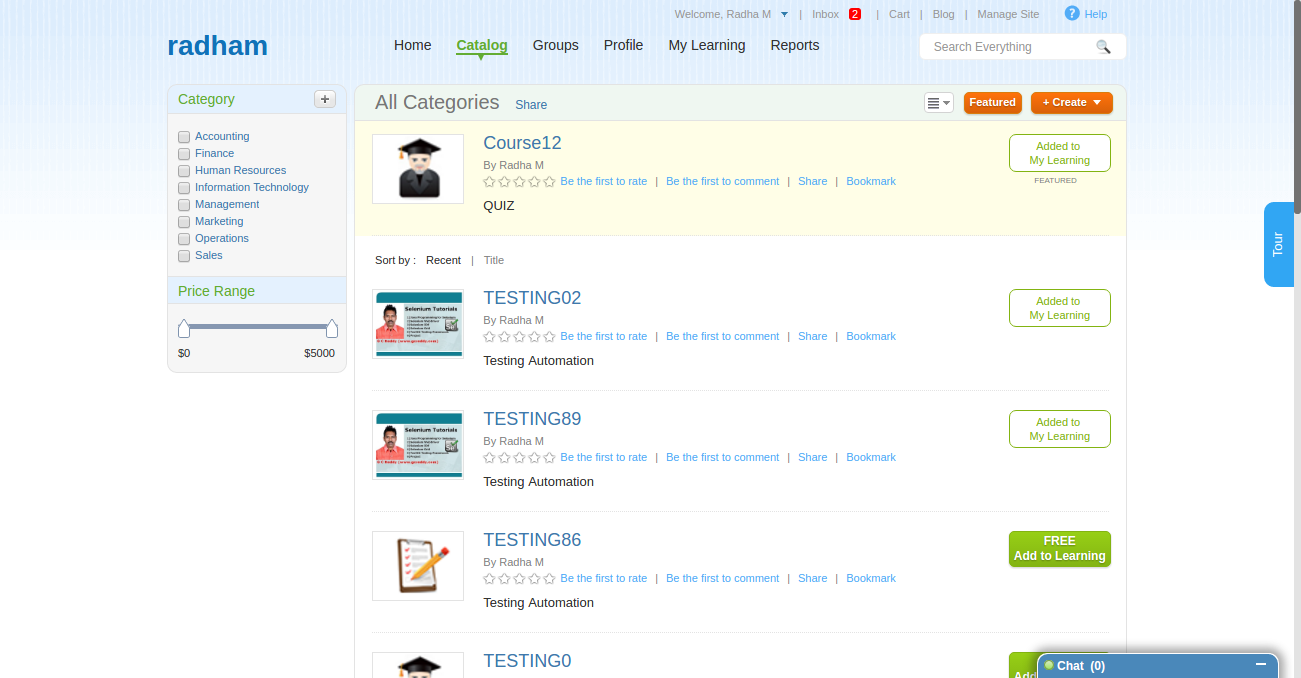 Welcome, Radha M | Inbox 2 | Cart | Blog | Manage Site ? Help
radham
Home Catalog Groups Profile My Learning Reports
Search Everything
Category +
Accounting
Finance
Human Resources
Information Technology
Management
Marketing
Operations
Sales
Price Range
$0 $5000
All Categories Share
Featured + Create
Course12
By Radha M
Be the first to rate | Be the first to comment | Share | Bookmark
QUIZ
Added to
My Learning
FEATURED
Sort by : Recent | Title
Selenium Tutorials
TESTING02
By Radha M
Be the first to rate | Be the first to comment | Share | Bookmark
Testing Automation
Added to
My Learning
Selenium Tutorials
TESTING89
By Radha M
Be the first to rate | Be the first to comment | Share | Bookmark
Testing Automation
Added to
My Learning
TESTING86
By Radha M
Be the first to rate | Be the first to comment | Share | Bookmark
Testing Automation
FREE
Add to Learning
TESTING0
Chat (0)
Tour